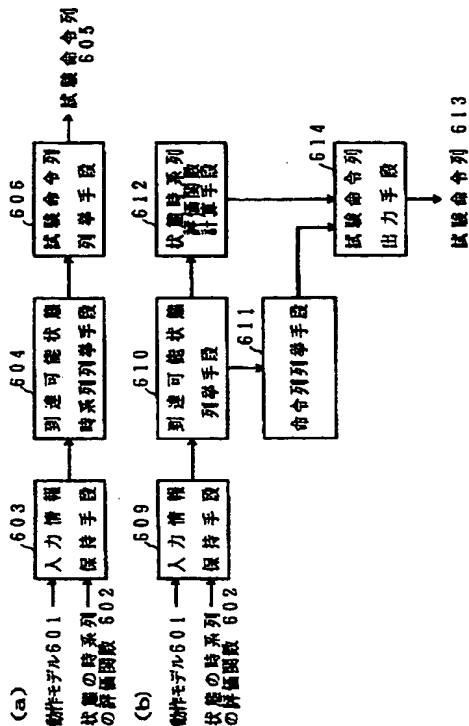 (a)
動作モデル601
状態の時系列
の評価関数 602
603
入力情報
保持手段
604
到達可能状態
時系列列挙手段
606
試験命令列
列挙手段
試験命令列
605
(b)
動作モデル601
状態の時系列
の評価関数 602
609
入力情報
保持手段
610
到達可能状態
列挙手段
611
命令列列挙手段
612
状態時系列
評価関数
計算手段
614
試験命令列
出力手段
試験命令列 613